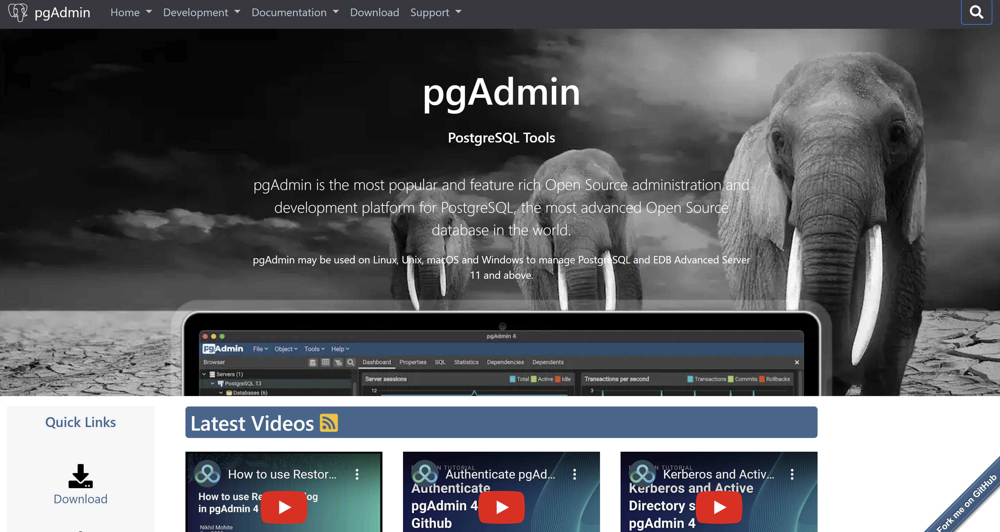 pgAdmin
Home
Development
Documentation
Download
Support
pgAdmin
PostgreSQL Tools
pgAdmin is the most popular and feature rich Open Source administration and
development platform for PostgreSQL, the most advanced Open Source
database in the world.
pgAdmin may be used on Linux, Unix, macOS and Windows to manage PostgreSQL and EDB Advanced Server
11 and above.
pgAdmin 4
pgAdmin File Object Tools Help
Browser
Dashboard Properties SQL Statistics Dependencies Dependents
Servers (1)
PostgreSQL 13
Databases (6)
Server sessions
Total Active Idle
12
Transactions per second
Transactions Commits Rollbacks
3
Quick Links
Download
Latest Videos
How to use Restor...
How to use
in pgAdmin 4
Nikhil Mohite
TUTORIAL
Authenticate pgAd...
Authenticate
pgAdmin 4
Github
TUTORIAL
Kerberos and Activ...
Kerberos and Active
Directory
pgAdmin 4
Fork me on GitHub